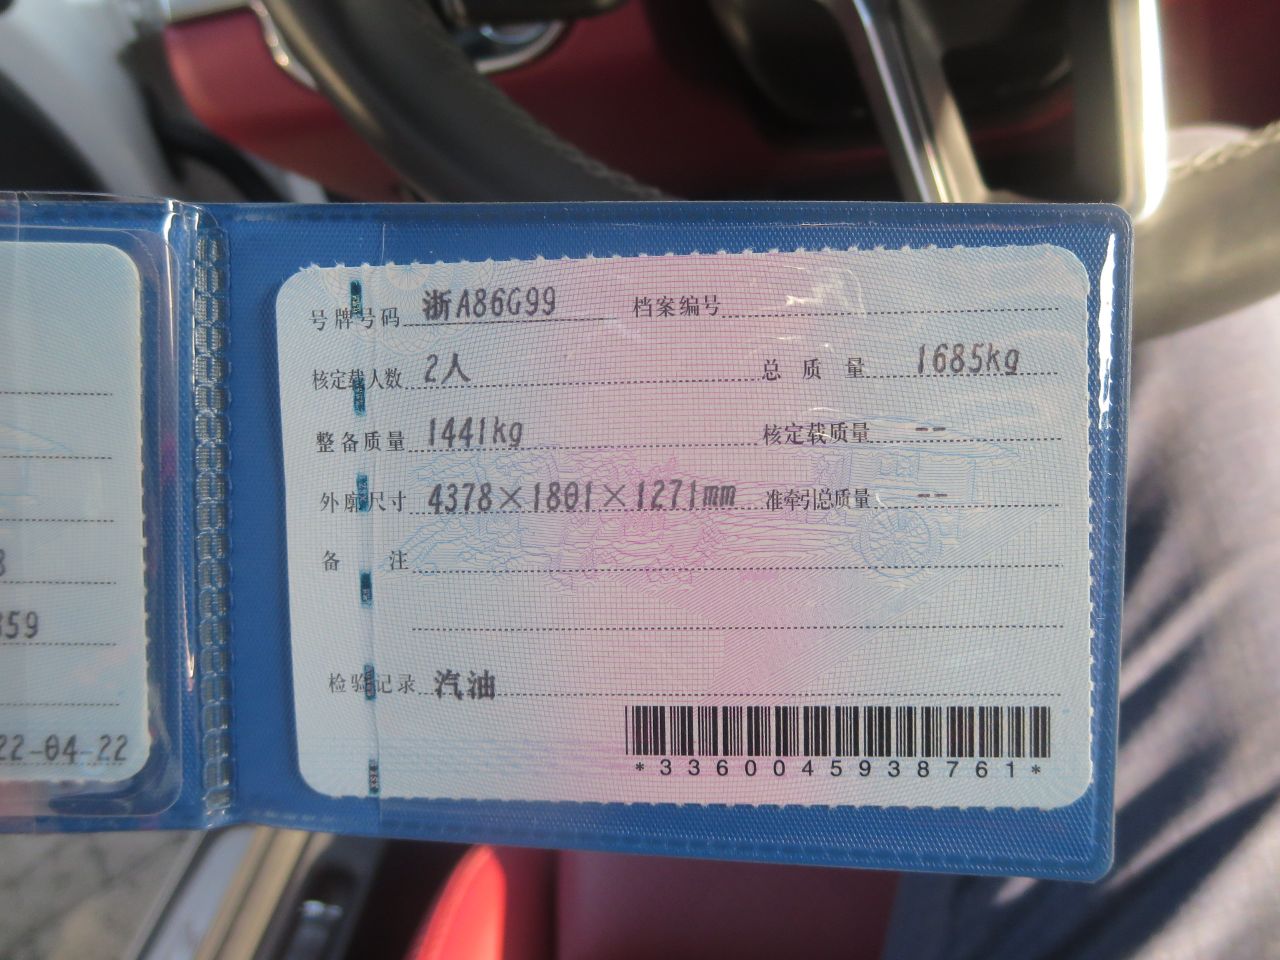 号牌号码 浙A86G99 档案编号
核定载人数 2人 总质量 1685kg
整备质量 1441kg 核定载质量 --
外廓尺寸 4378×1801×1271mm 准牵引总质量 --
备注
检验记录 汽油
*3360045938761*
359
22-04-22